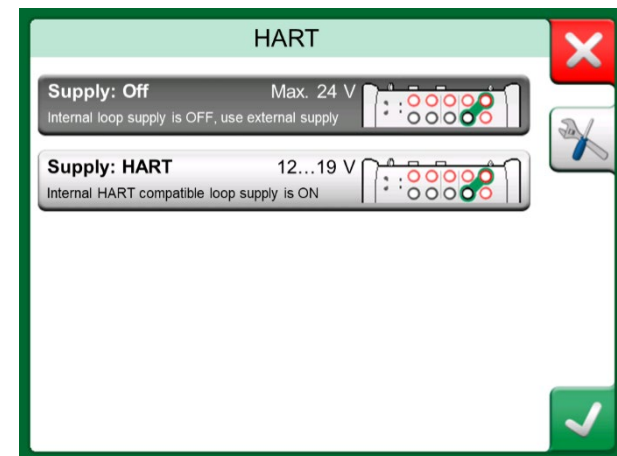 HART
Supply: Off Max. 24 V
Internal loop supply is OFF, use external supply
Supply: HART 12...19 V
Internal HART compatible loop supply is ON